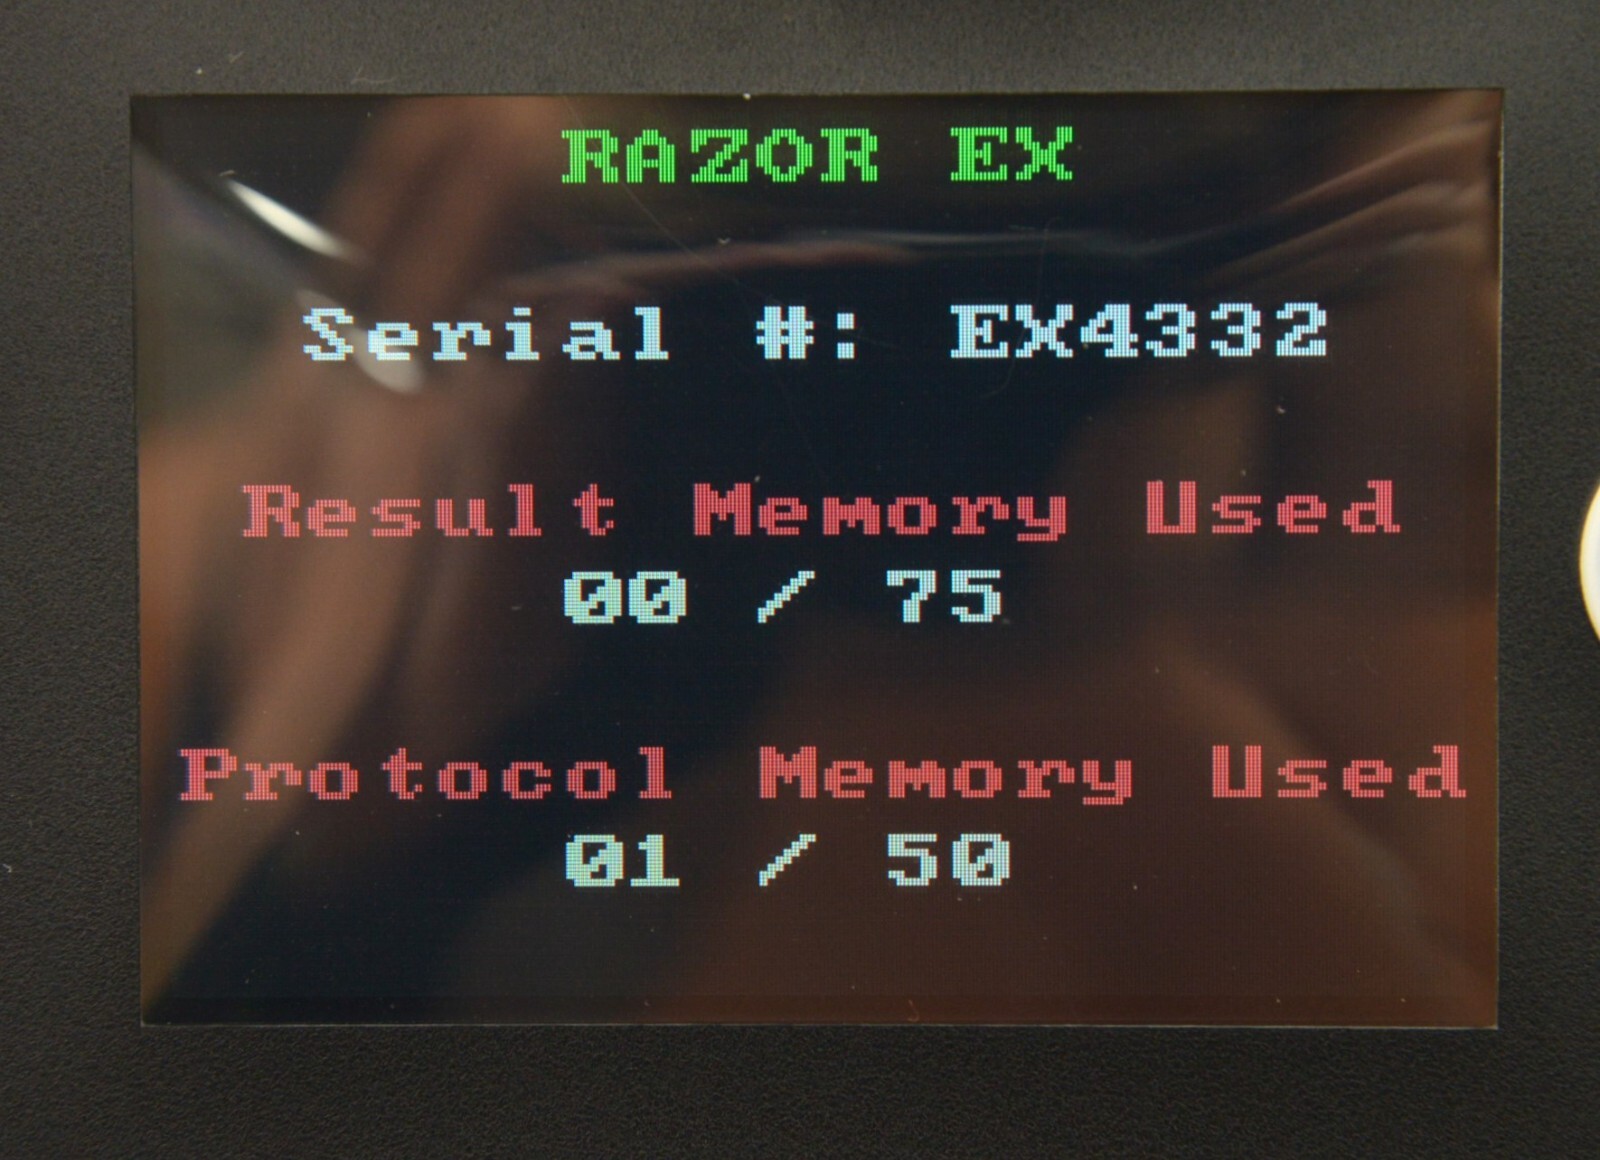 RAZOR EX
Serial #: EX4332
Result Memory Used
00 / 75
Protocol Memory Used
01 / 50